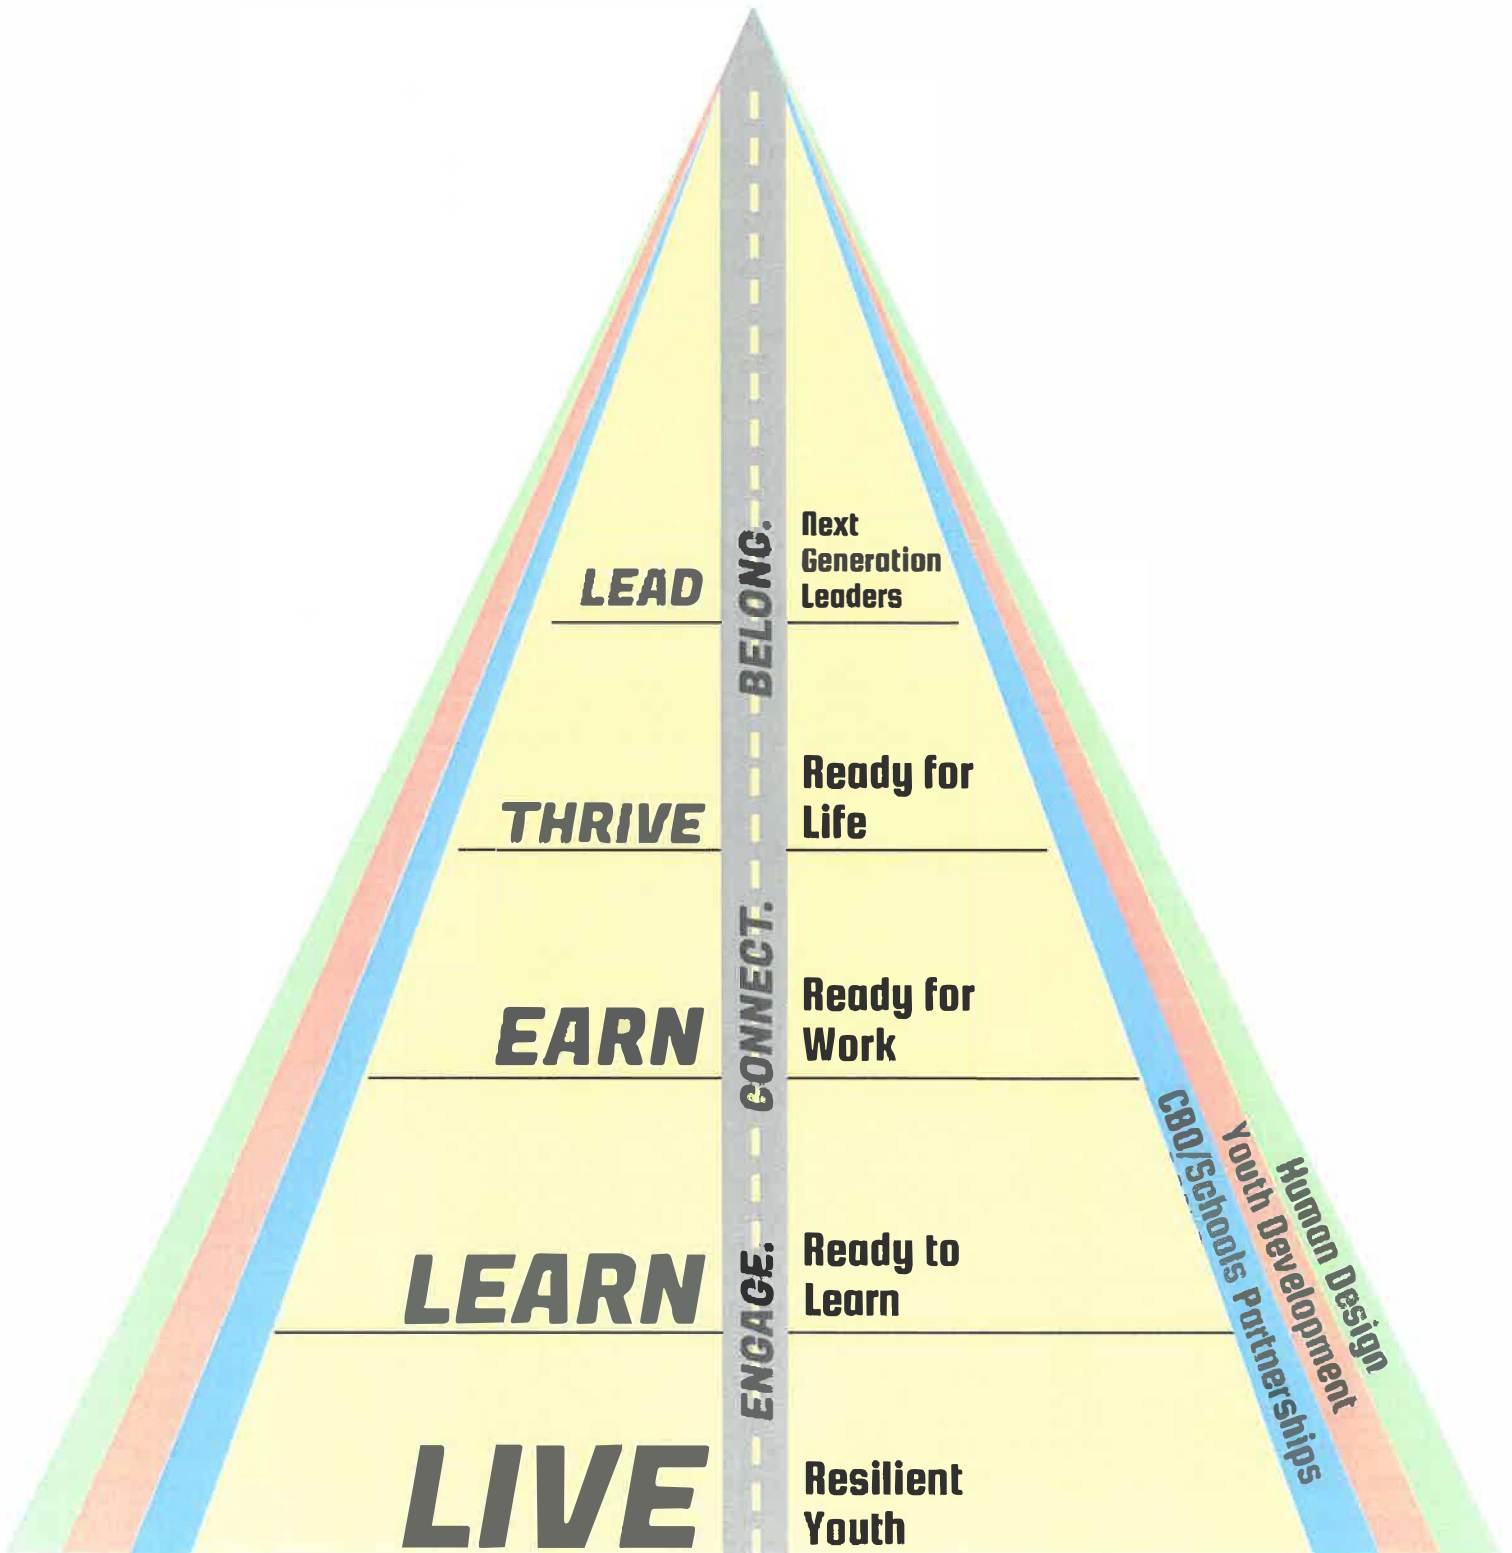 LEAD
Next
Generation
Leaders
BELONG.
THRIVE
Ready for
Life
CONNECT.
EARN
Ready for
Work
LEARN
Ready to
Learn
ENGAGE.
LIVE
Resilient
Youth
CBO/Schools Partnerships
Youth Development
Human Design